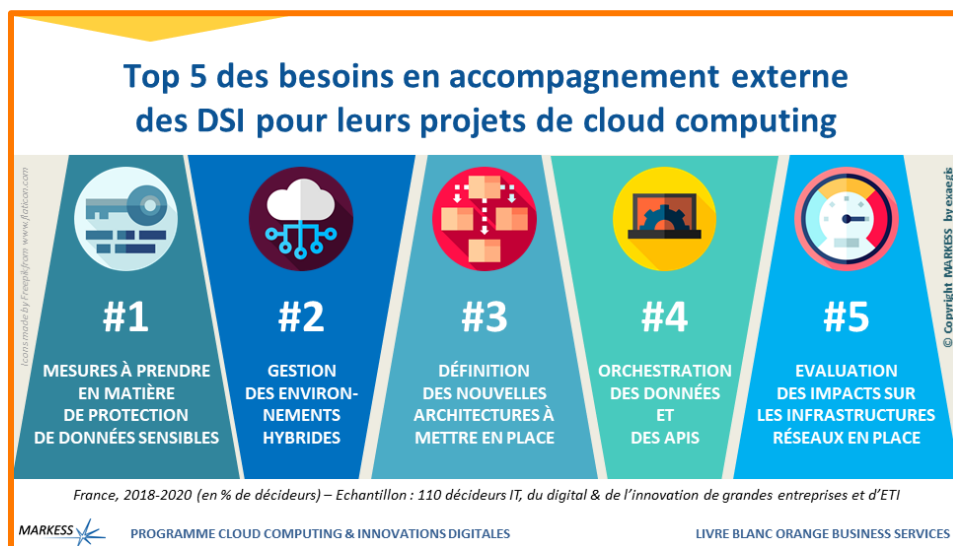 Top 5 des besoins en accompagnement externe
des DSI pour leurs projets de cloud computing
Icons made by Freepik from www.flaticon.com
#1
MESURES À PRENDRE
EN MATIÈRE
DE PROTECTION
DE DONNÉES SENSIBLES
#2
GESTION
DES ENVIRON-
NEMENTS
HYBRIDES
#3
DÉFINITION
DES NOUVELLES
ARCHITECTURES À
METTRE EN PLACE
#4
ORCHESTRATION
DES DONNÉES
ET
DES APIS
#5
EVALUATION
DES IMPACTS SUR
LES INFRASTRUCTURES
RÉSEAUX EN PLACE
© Copyright MARKESS by exaegis
France, 2018-2020 (en % de décideurs) – Echantillon : 110 décideurs IT, du digital & de l'innovation de grandes entreprises et d'ETI
MARKESS
PROGRAMME CLOUD COMPUTING & INNOVATIONS DIGITALES
LIVRE BLANC ORANGE BUSINESS SERVICES